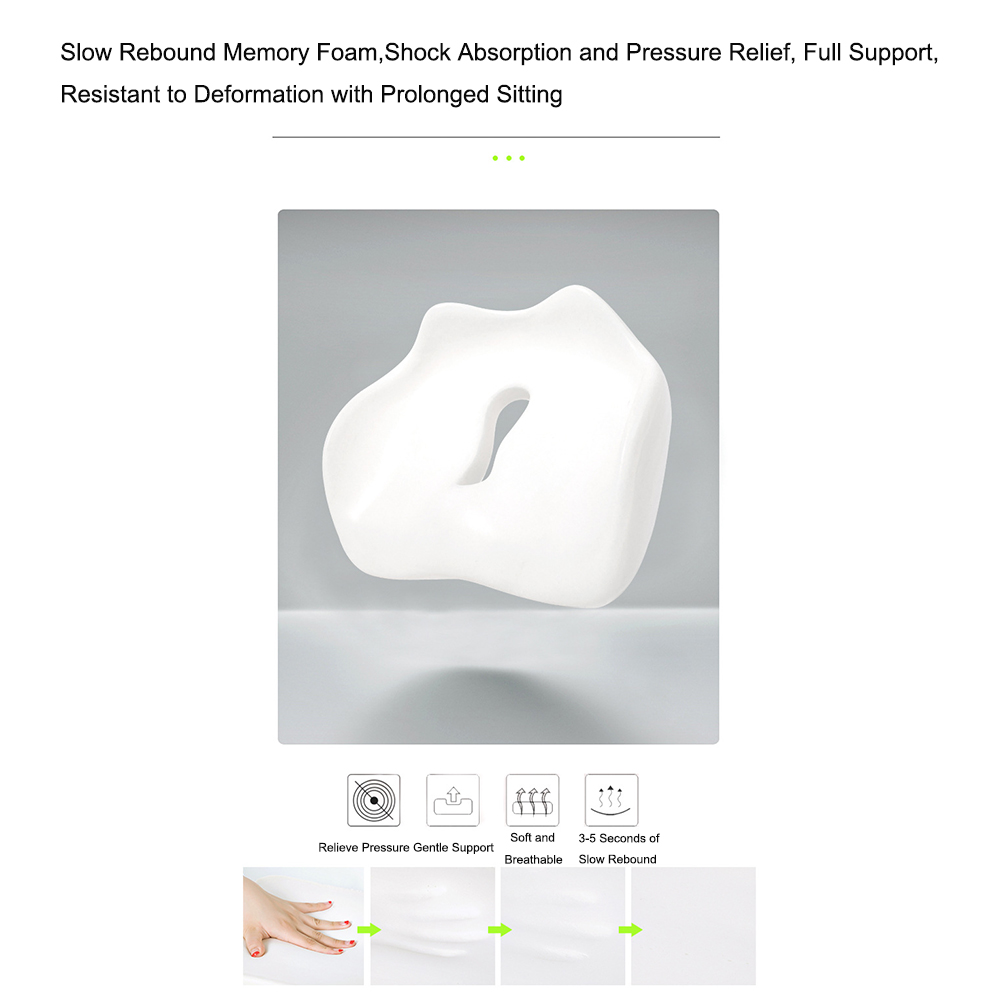 Slow Rebound Memory Foam,Shock Absorption and Pressure Relief, Full Support,
Resistant to Deformation with Prolonged Sitting
Relieve Pressure
Gentle Support
Soft and
Breathable
3-5 Seconds of
Slow Rebound